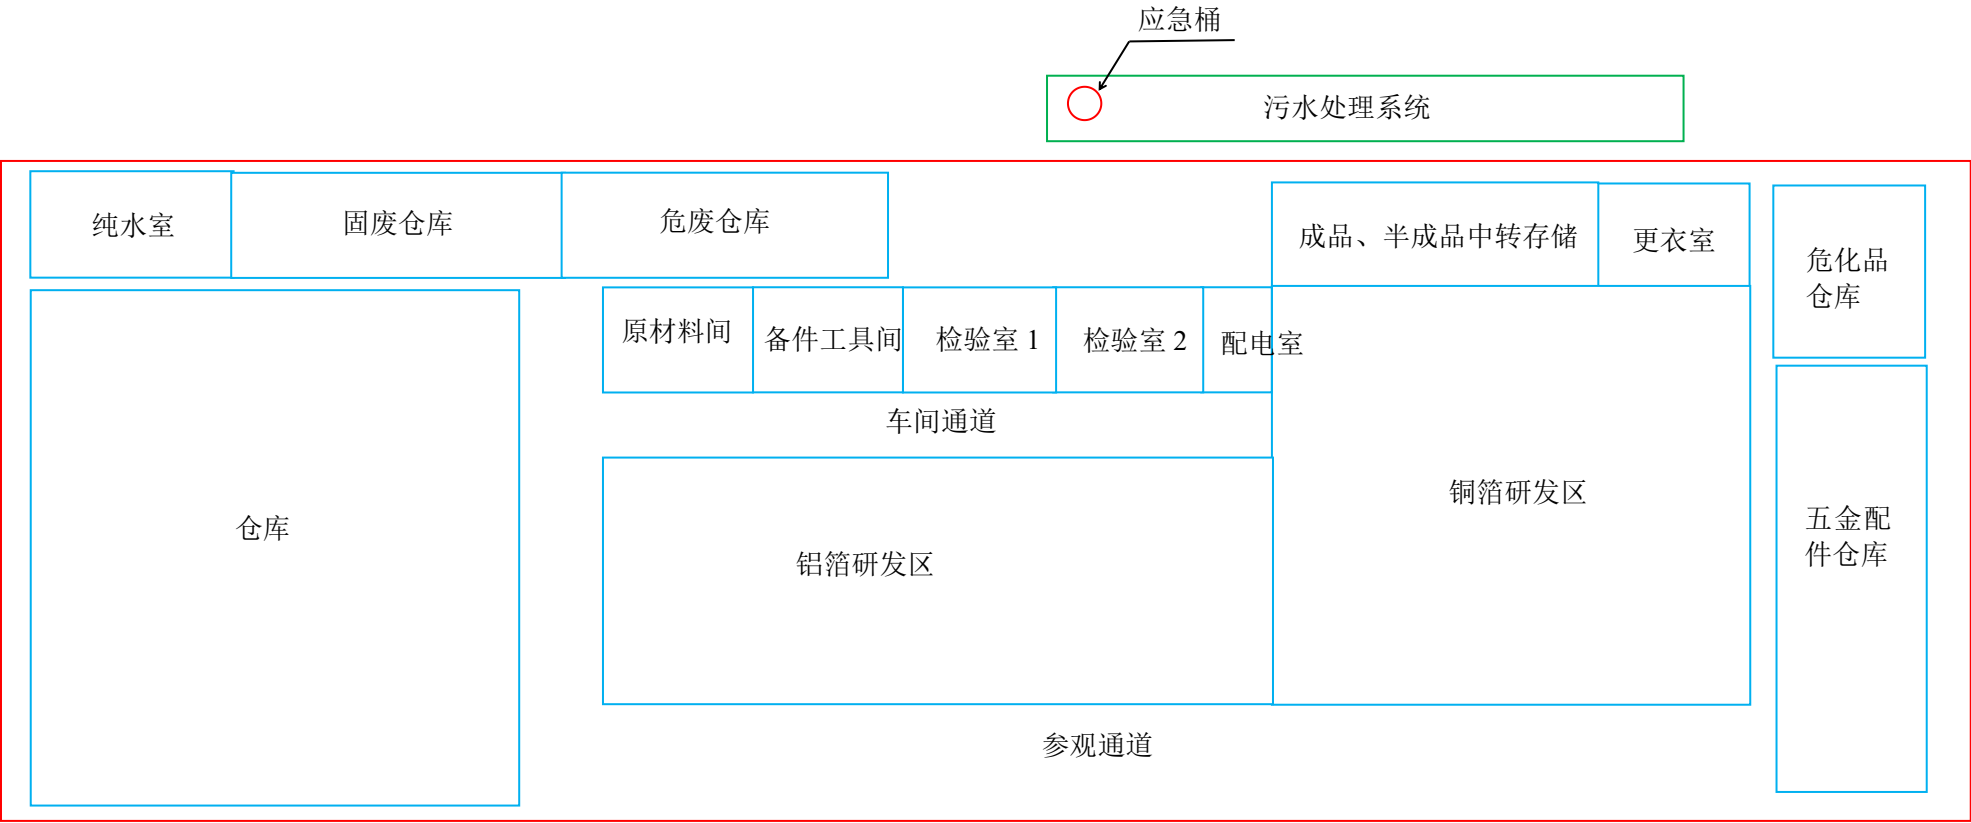 应急桶
污水处理系统
纯水室
固废仓库
危废仓库
成品、半成品中转存储
更衣室
危化品
仓库
原材料间
备件工具间
检验室 1
检验室 2
配电室
车间通道
仓库
铝箔研发区
铜箔研发区
五金配
件仓库
参观通道